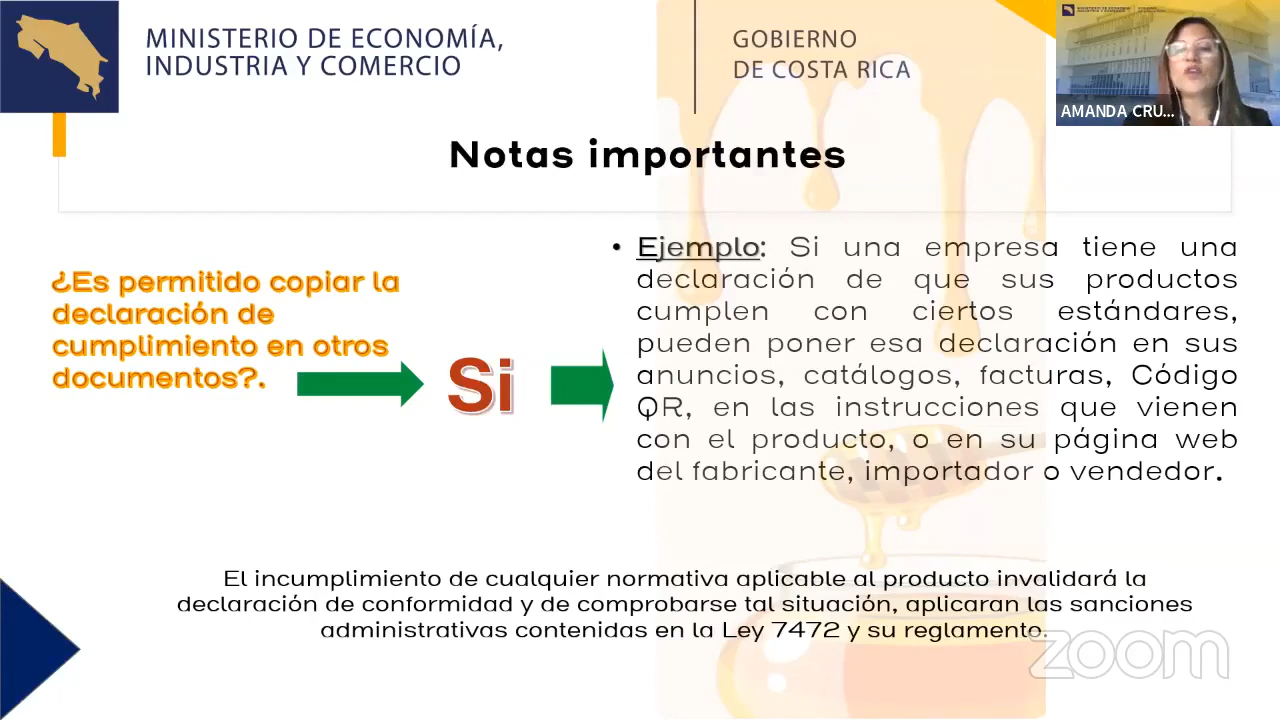 MINISTERIO DE ECONOMÍA,
INDUSTRIA Y COMERCIO
GOBIERNO
DE COSTA RICA
AMANDA CRU...
Notas importantes
¿Es permitido copiar la
declaración de
cumplimiento en otros
documentos?.
Si
• Ejemplo: Si una empresa tiene una
declaración de que sus productos
cumplen con ciertos estándares,
pueden poner esa declaración en sus
anuncios, catálogos, facturas, Código
QR, en las instrucciones que vienen
con el producto, o en su página web
del fabricante, importador o vendedor.
El incumplimiento de cualquier normativa aplicable al producto invalidará la
declaración de conformidad y de comprobarse tal situación, aplicaran las sanciones
administrativas contenidas en la Ley 7472 y su reglamento.
zoom